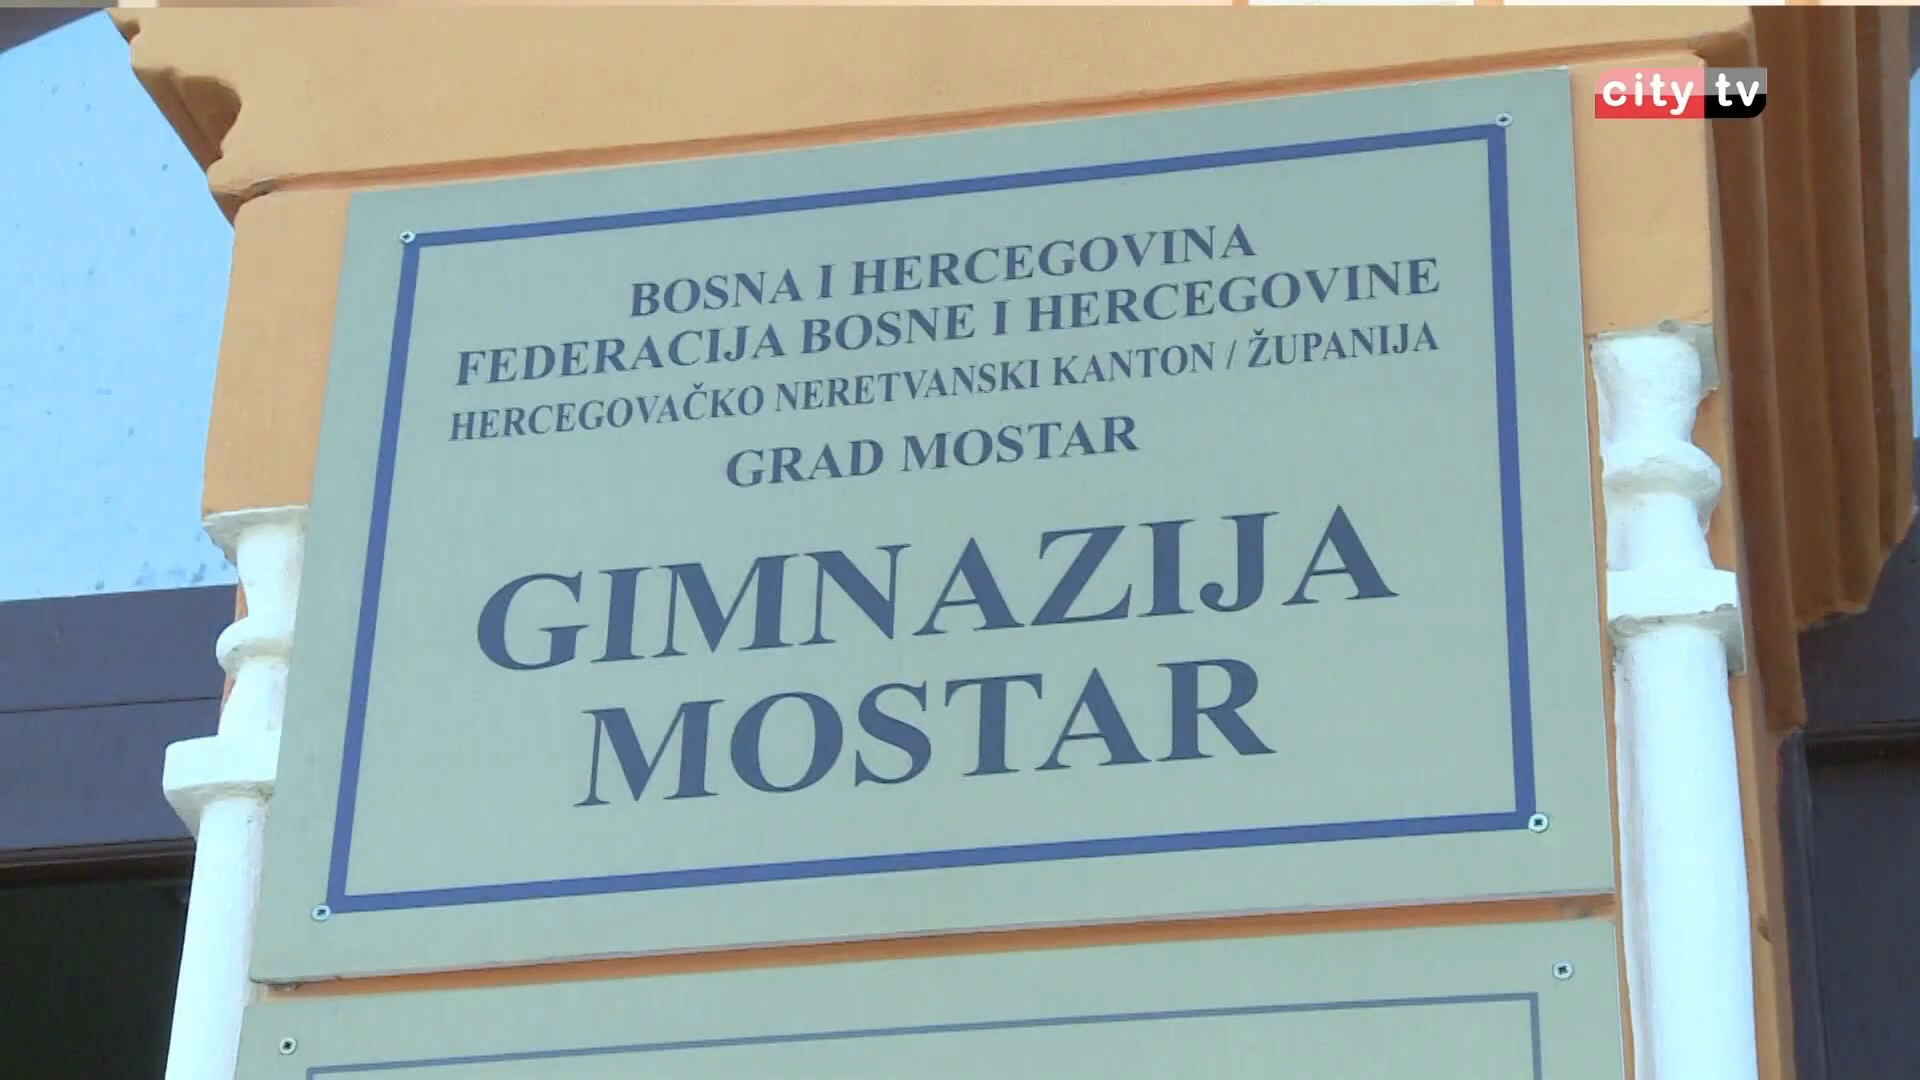 city tv
BOSNA I HERCEGOVINA
FEDERACIJA BOSNE I HERCEGOVINE
HERCEGOVAČKO NERETVANSKI KANTON / ŽUPANIJA
GRAD MOSTAR
GIMNAZIJA
MOSTAR